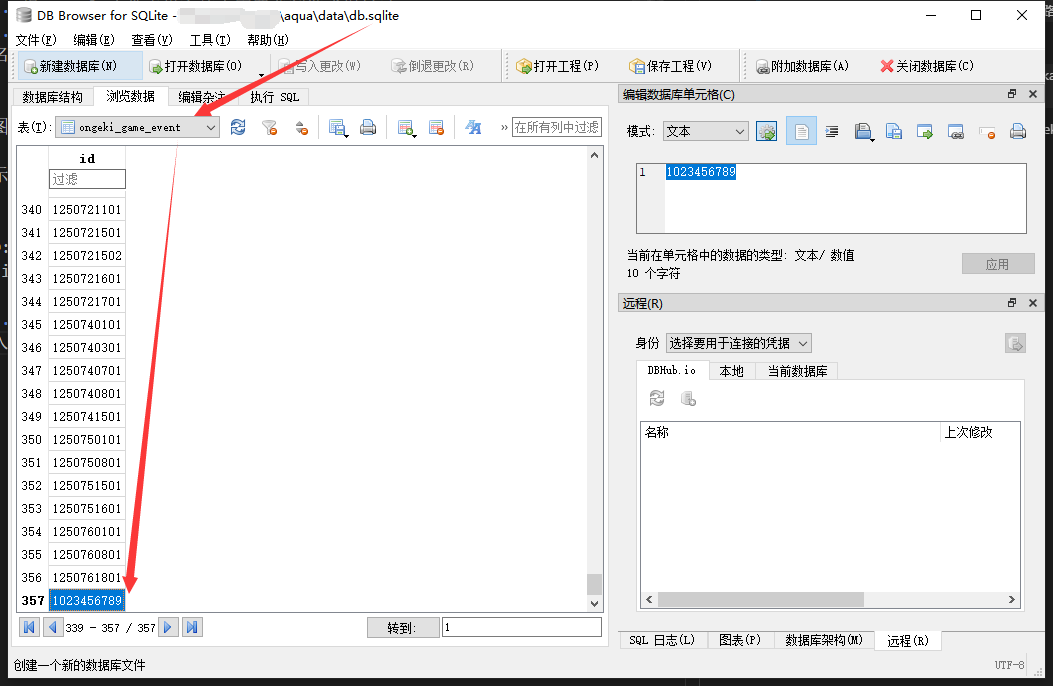 DB Browser for SQLite - \aqua\data\db.sqlite
文件(F) 编辑(E) 查看(V) 工具(T) 帮助(H)
新建数据库(N) 打开数据库(O) 写入更改(W) 倒退更改(R) 打开工程(P) 保存工程(V) 附加数据库(A) 关闭数据库(C)
数据库结构 浏览数据 编辑杂注 执行 SQL
表(T): ongeki_game_event » 在所有列中过滤
id
过滤
340 1250721101
341 1250721501
342 1250721502
343 1250721601
344 1250721701
345 1250740101
346 1250740301
347 1250740701
348 1250740801
349 1250741501
350 1250750101
351 1250750801
352 1250751501
353 1250751601
354 1250760101
355 1250760801
356 1250761801
357 1023456789
339 - 357 / 357 转到: 1
创建一个新的数据库文件
编辑数据库单元格(C)
模式: 文本
1 1023456789
当前在单元格中的数据的类型: 文本/ 数值
10 个字符
应用
远程(R)
身份 选择要用于连接的凭据
DBHub.io 本地 当前数据库
名称 上次修改
SQL 日志(L) 图表(P) 数据库架构(M) 远程(R)
UTF-8